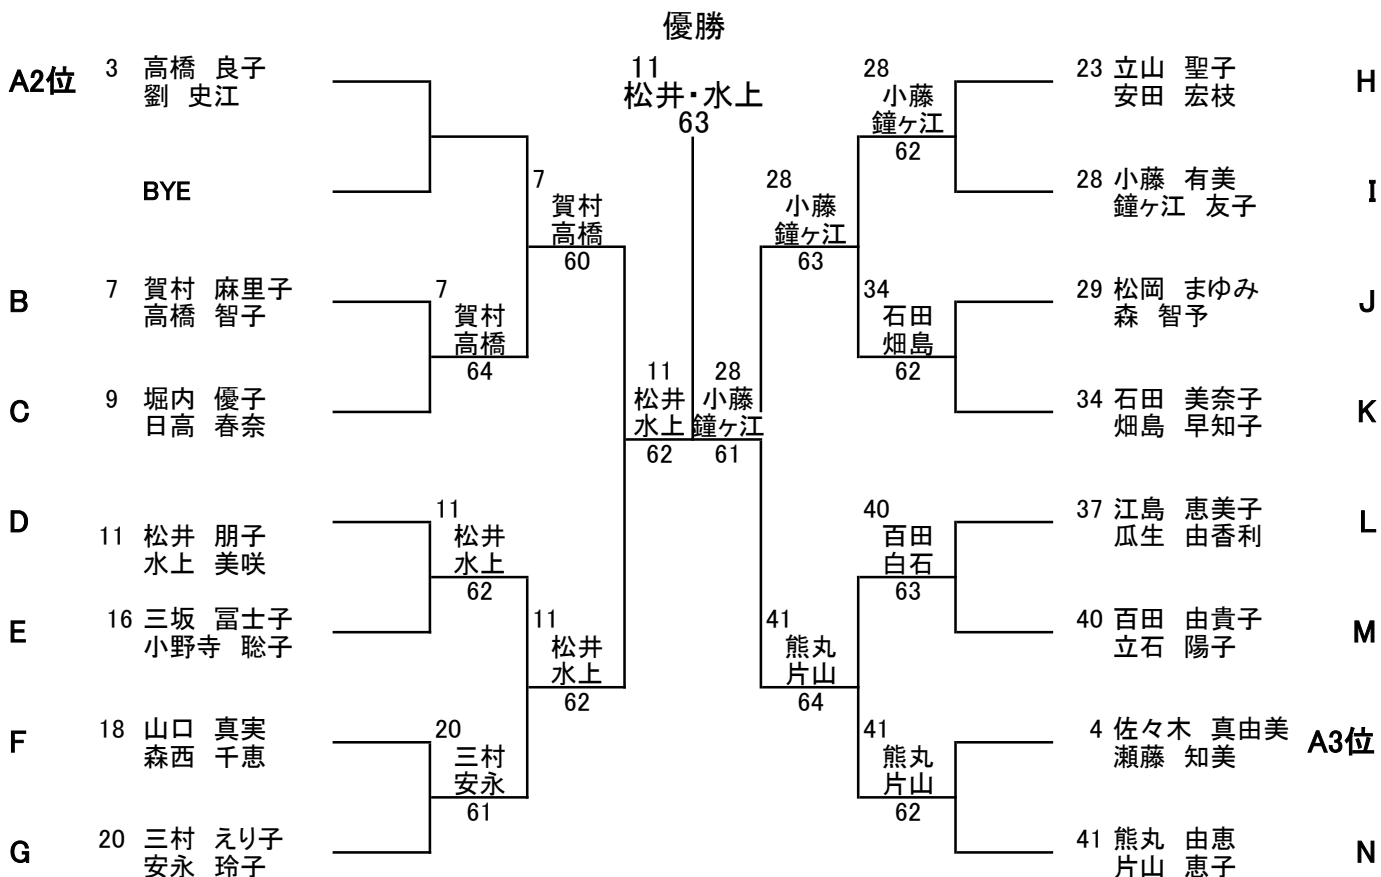 優勝
11
松井・水上
63
A2位 3 高橋 良子
劉 史江
BYE
B 7 賀村 麻里子
高橋 智子
C 9 堀内 優子
日高 春奈
D
11 松井 朋子
水上 美咲
E 16 三坂 冨士子
小野寺 聡子
F 18 山口 真実
森西 千恵
G 20 三村 えり子
安永 玲子
7
賀村
高橋
64
11
松井
水上
62
20
三村
安永
61
7
賀村
高橋
60
11
松井
水上
62
11
松井
水上
62
28
小藤
鐘ヶ江
61
28
小藤
鐘ヶ江
63
41
熊丸
片山
64
28
小藤
鐘ヶ江
62
34
石田
畑島
62
40
百田
白石
63
41
熊丸
片山
62
23 立山 聖子 H
安田 宏枝
28 小藤 有美 I
鐘ヶ江 友子
29 松岡 まゆみ J
森 智予
34 石田 美奈子 K
畑島 早知子
37 江島 恵美子 L
瓜生 由香利
40 百田 由貴子 M
立石 陽子
4 佐々木 真由美 A3位
瀬藤 知美
41 熊丸 由恵 N
片山 恵子